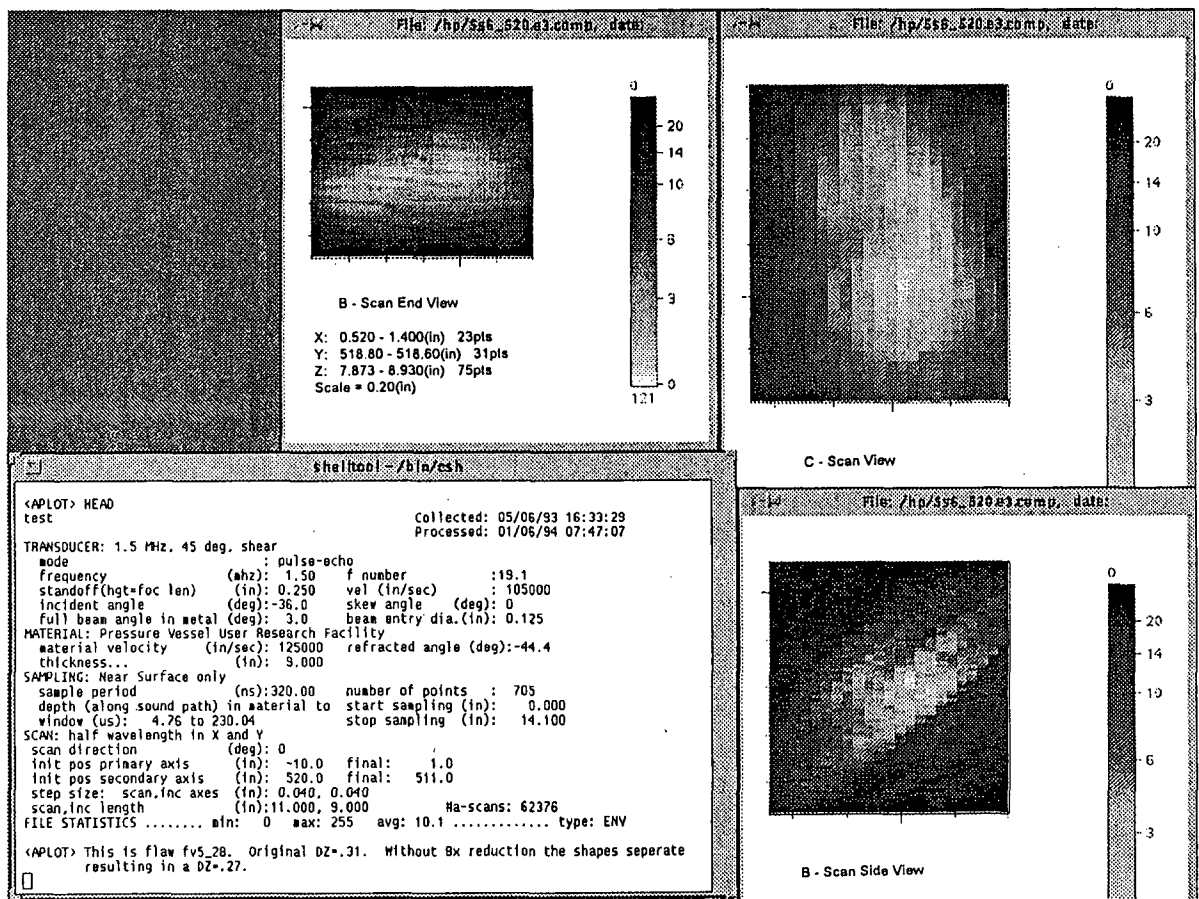 File: /hp/5s6_520.e3.comp, date:
0
20
14
10
6
3
0
121
B - Scan End View
X: 0.520 - 1.400(in) 23pts
Y: 518.80 - 518.60(in) 31pts
Z: 7.873 - 8.930(in) 75pts
Scale = 0.20(in)
File: /hp/5s6_520.e3.comp, date:
0
20
14
10
6
3
C - Scan View
shelltool - /bin/csh
<APLOT> HEAD
test Collected: 05/06/93 16:33:29
Processed: 01/06/94 07:47:07
TRANSDUCER: 1.5 MHz, 45 deg, shear
mode : pulse-echo
frequency (mhz): 1.50 f number :19.1
standoff(hgt=foc len) (in): 0.250 vel (in/sec) : 105000
incident angle (deg):-36.0 skew angle (deg): 0
full beam angle in metal (deg): 3.0 beam entry dia.(in): 0.125
MATERIAL: Pressure Vessel User Research Facility
material velocity (in/sec): 125000 refracted angle (deg):-44.4
thickness... (in): 9.000
SAMPLING: Near Surface only
sample period (ns):320.00 number of points : 705
depth (along sound path) in material to start sampling (in): 0.000
window (us): 4.76 to 230.04 stop sampling (in): 14.100
SCAN: half wavelength in X and Y
scan direction (deg): 0
init pos primary axis (in): -10.0 final: 1.0
init pos secondary axis (in): 520.0 final: 511.0
step size: scan,inc axes (in): 0.040, 0.040
scan,inc length (in):11.000, 9.000 #a-scans: 62376
FILE STATISTICS ........ min: 0 max: 255 avg: 10.1 ............. type: ENV
<APLOT> This is flaw fv5_28. Original DZ=.31. Without 8x reduction the shapes seperate
resulting in a DZ=.27.
File: /hp/5s6_520.e3.comp, date:
0
20
14
10
6
3
B - Scan Side View